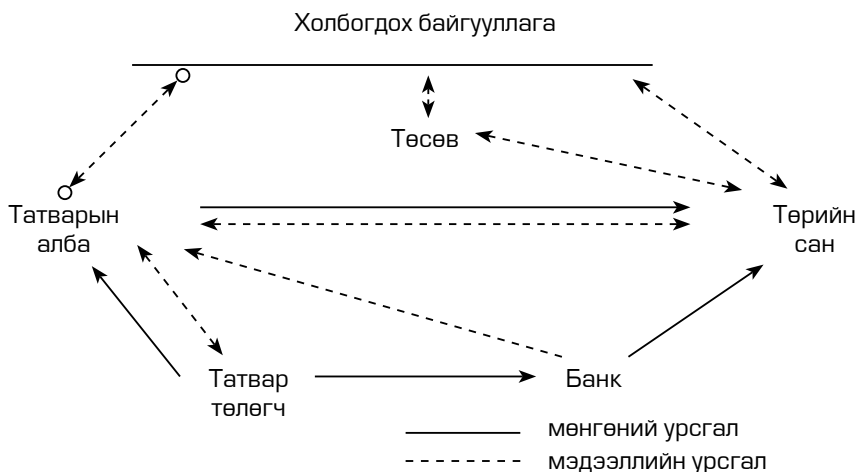 Холбогдох байгууллага
Төсөв
Татварын
алба
Төрийн
сан
Татвар
төлөгч
Банк
мөнгөний урсгал
мэдээллийн урсгал